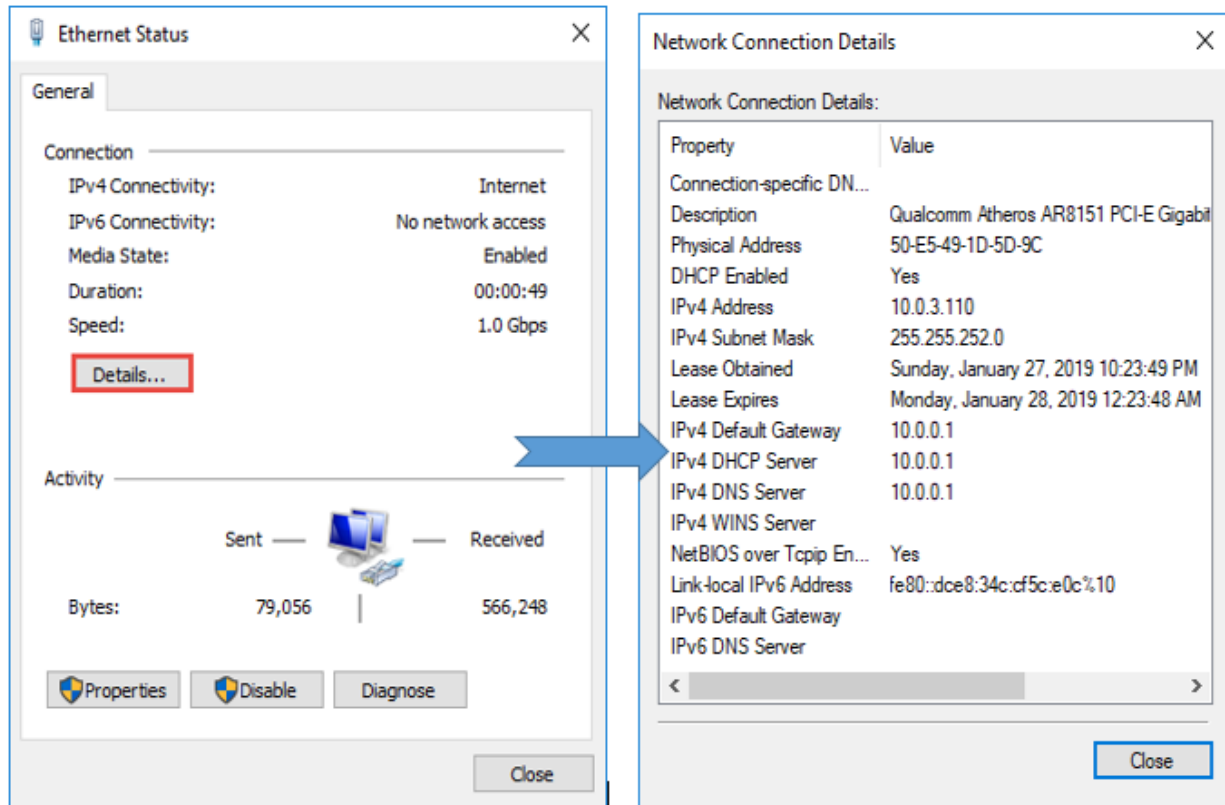 Ethernet Status
General
Connection
IPv4 Connectivity: Internet
IPv6 Connectivity: No network access
Media State: Enabled
Duration: 00:00:49
Speed: 1.0 Gbps
Details...
Activity
Sent Received
Bytes: 79,056 566,248
Properties Disable Diagnose
Close
Network Connection Details
Network Connection Details:
Property Value
Connection-specific DN...
Description Qualcomm Atheros AR8151 PCI-E Gigabit
Physical Address 50-E5-49-1D-5D-9C
DHCP Enabled Yes
IPv4 Address 10.0.3.110
IPv4 Subnet Mask 255.255.252.0
Lease Obtained Sunday, January 27, 2019 10:23:49 PM
Lease Expires Monday, January 28, 2019 12:23:48 AM
IPv4 Default Gateway 10.0.0.1
IPv4 DHCP Server 10.0.0.1
IPv4 DNS Server 10.0.0.1
IPv4 WINS Server
NetBIOS over Tcpip En... Yes
Link-local IPv6 Address fe80::dce8:34c:cf5c:e0c%10
IPv6 Default Gateway
IPv6 DNS Server
Close